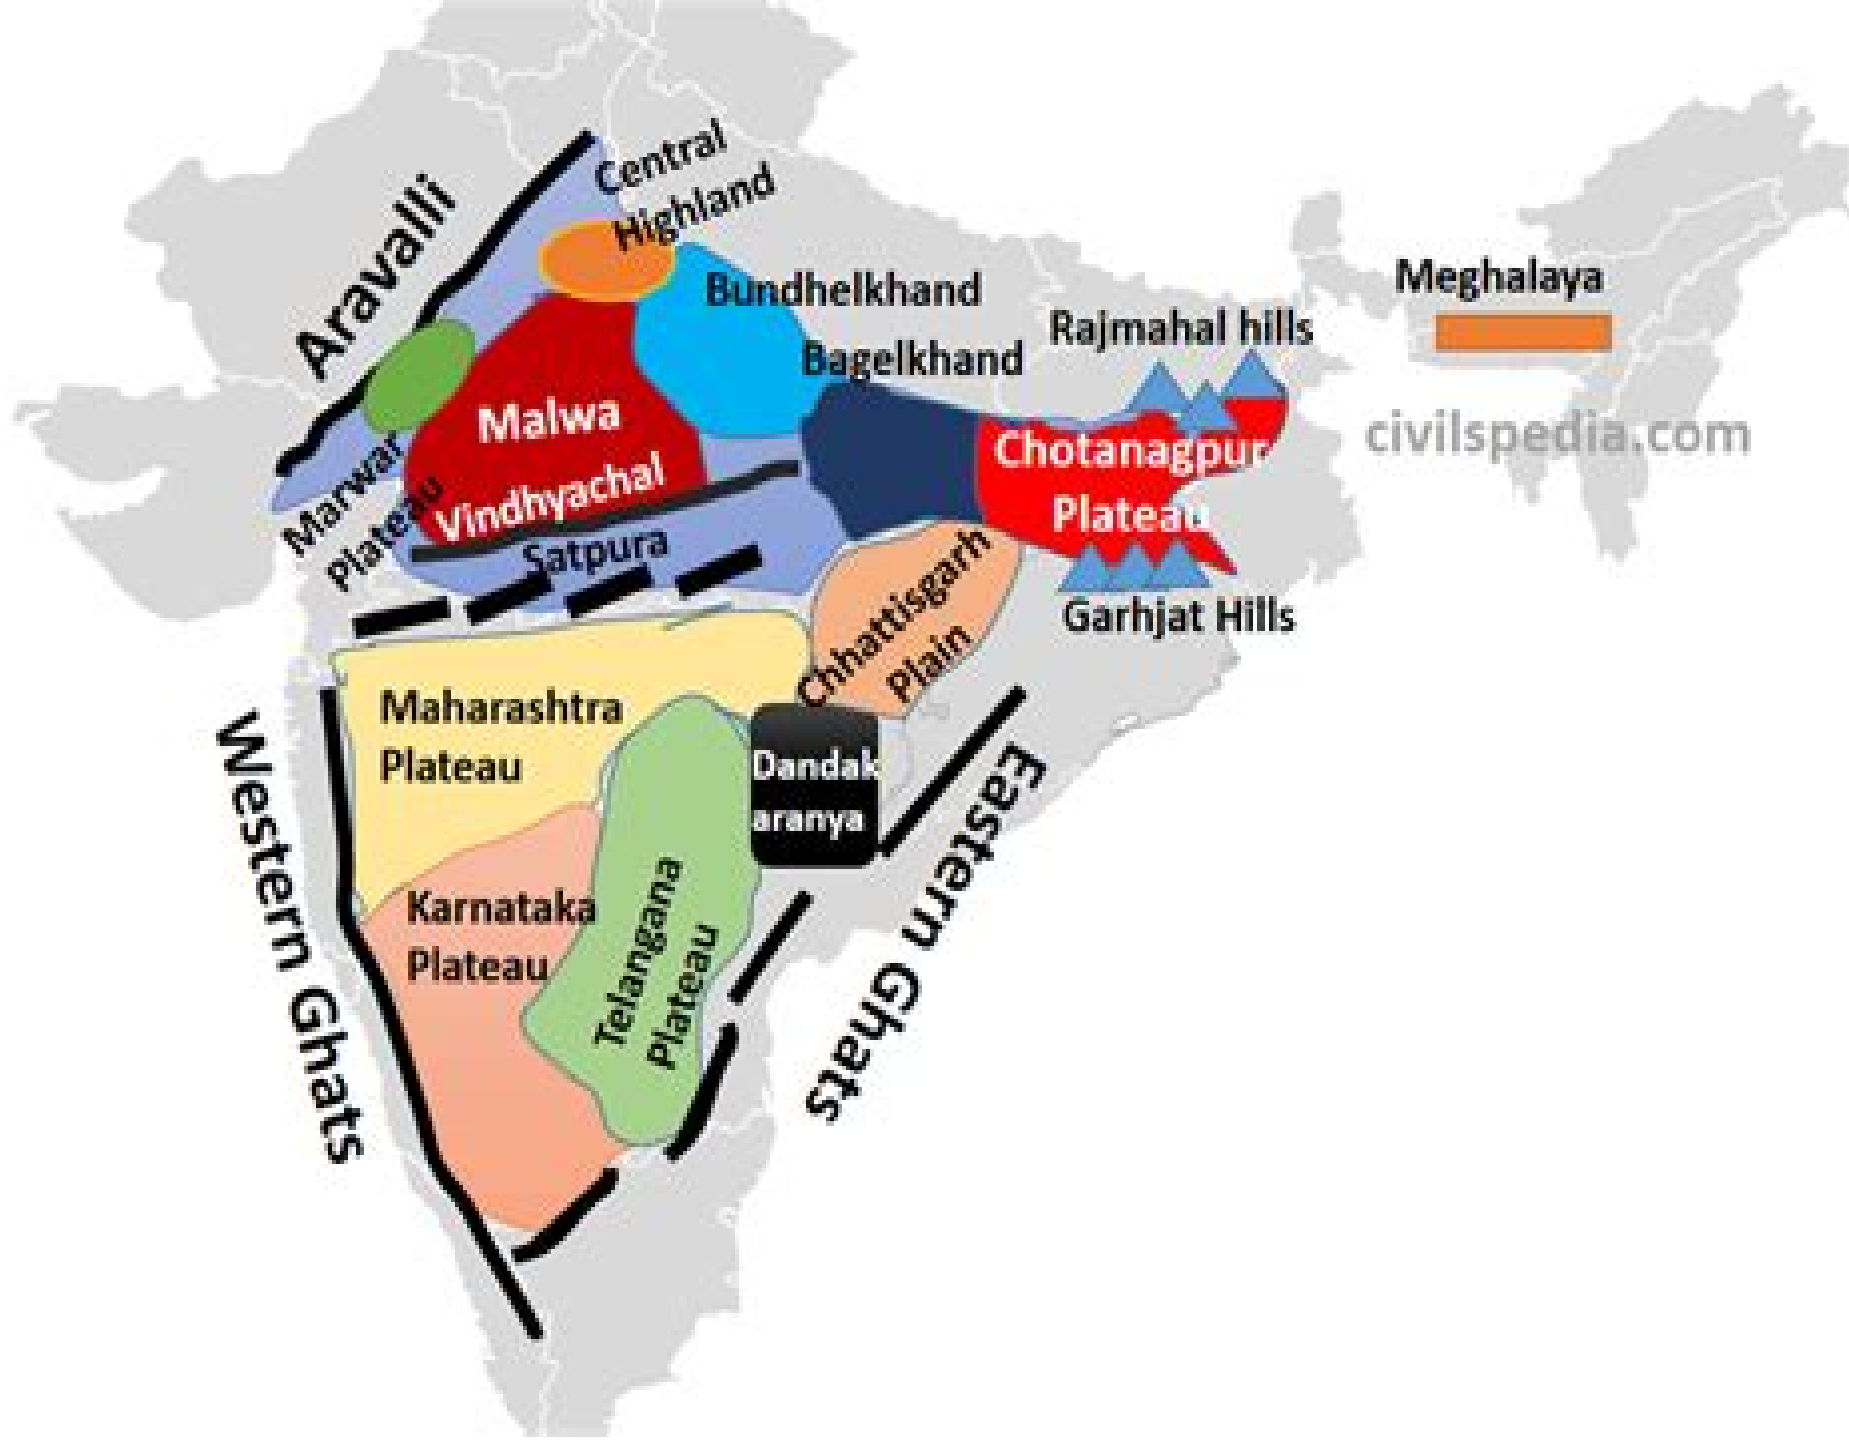 Central
Highland
Aravalli
Bundhelkhand
Meghalaya
Rajmahal hills
Bagelkhand
Malwa
civilspedia.com
Chotanagpur
Plateau
Marwar
Plateau
Vindhyachal
Satpura
Chhattisgarh
Plain
Garhjat Hills
Maharashtra
Plateau
Western Ghats
Dandak
aranya
Eastern Ghats
Karnataka
Plateau
Telangana
Plateau